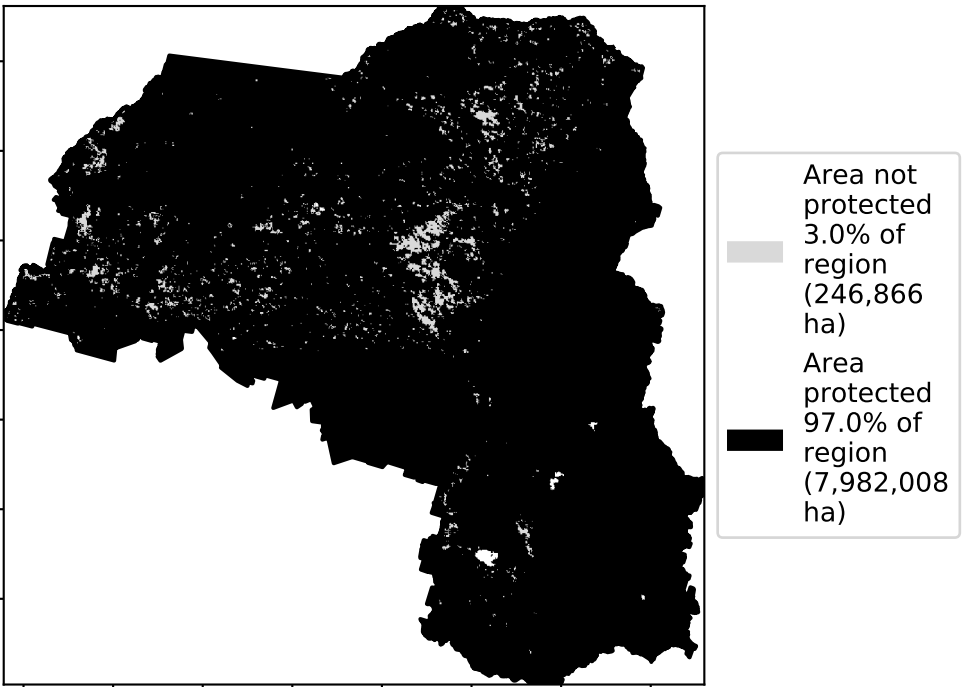 Area not
protected
3.0% of
region
(246,866
ha)
Area
protected
97.0% of
region
(7,982,008
ha)